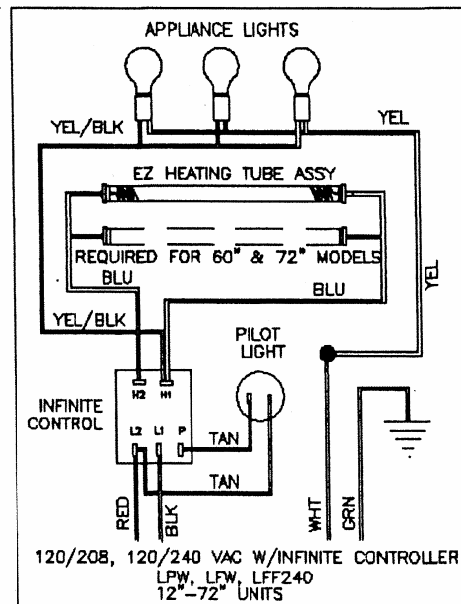 APPLIANCE LIGHTS
YEL/BLK
YEL
EZ HEATING TUBE ASSY
REQUIRED FOR 60" & 72" MODELS
BLU
BLU
YEL
YEL/BLK
PILOT
LIGHT
H2 H1
INFINITE
CONTROL
L2 L1 P
TAN
TAN
RED
BLK
WHT
GRN
120/208, 120/240 VAC W/INFINITE CONTROLLER
LPW, LFW, LFF240
12"-72" UNITS